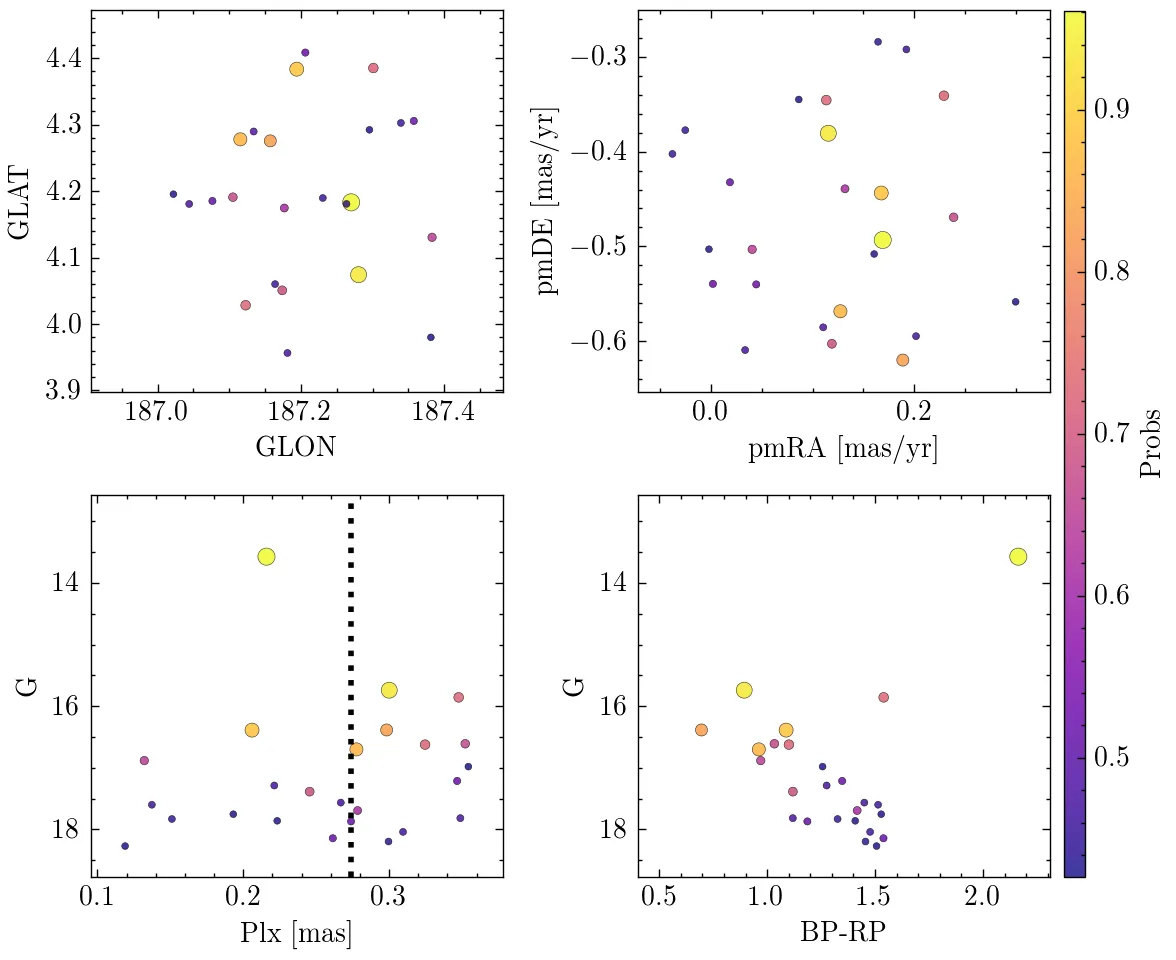 4.4
4.3
4.2
4.1
4.0
3.9
GLAT
187.0 187.2 187.4
GLON
−0.3
−0.4
−0.5
−0.6
pmDE [mas/yr]
0.0 0.2
pmRA [mas/yr]
14
16
18
G
0.1 0.2 0.3
Plx [mas]
14
16
18
G
0.5 1.0 1.5 2.0
BP-RP
0.9
0.8
0.7
0.6
0.5
Probs